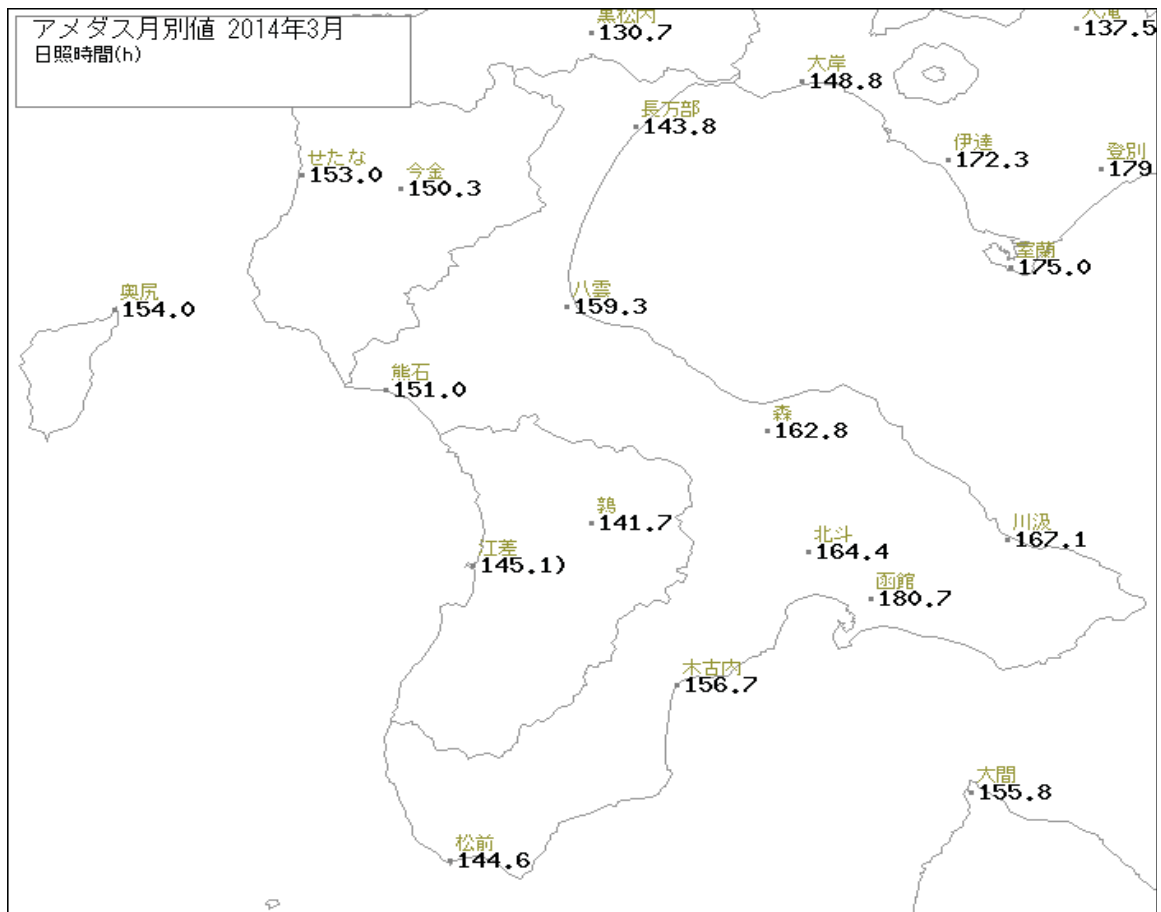 アメダス月別値 2014年3月
日照時間(h)
黒松内
130.7
大滝
137.5
大岸
148.8
長万部
143.8
せたな
153.0
今金
150.3
伊達
172.3
登別
179
室蘭
175.0
奥尻
154.0
八雲
159.3
熊石
151.0
森
162.8
鶉
141.7
川汲
167.1
北斗
164.4
江差
145.1)
函館
180.7
木古内
156.7
大間
155.8
松前
144.6